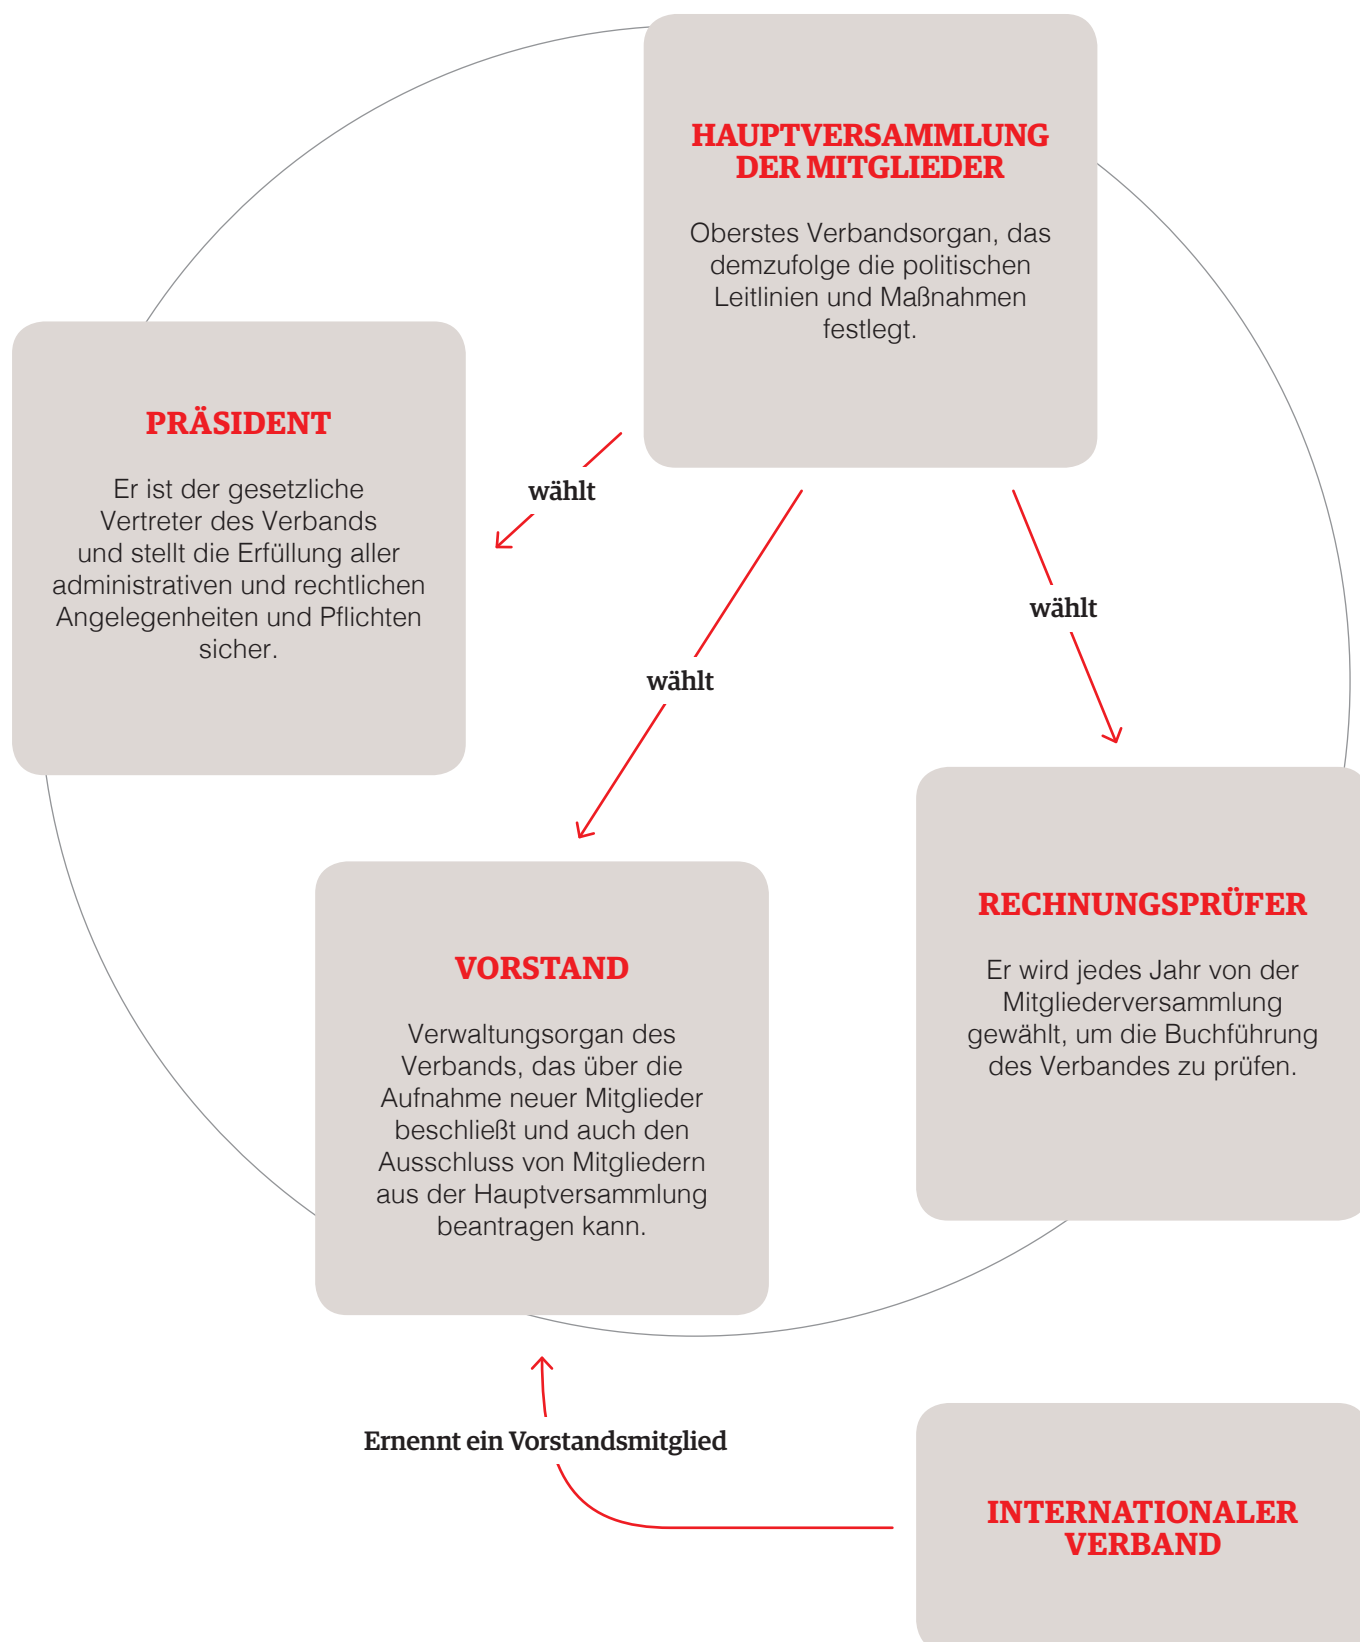 HAUPTVERSAMMLUNG
DER MITGLIEDER
Oberstes Verbandsorgan, das
demzufolge die politischen
Leitlinien und Maßnahmen
festlegt.
PRÄSIDENT
Er ist der gesetzliche
Vertreter des Verbands
und stellt die Erfüllung aller
administrativen und rechtlichen
Angelegenheiten und Pflichten
sicher.
wählt
wählt
wählt
VORSTAND
Verwaltungsorgan des
Verbands, das über die
Aufnahme neuer Mitglieder
beschließt und auch den
Ausschluss von Mitgliedern
aus der Hauptversammlung
beantragen kann.
RECHNUNGSPRÜFER
Er wird jedes Jahr von der
Mitgliederversammlung
gewählt, um die Buchführung
des Verbandes zu prüfen.
Ernennt ein Vorstandsmitglied
INTERNATIONALER
VERBAND